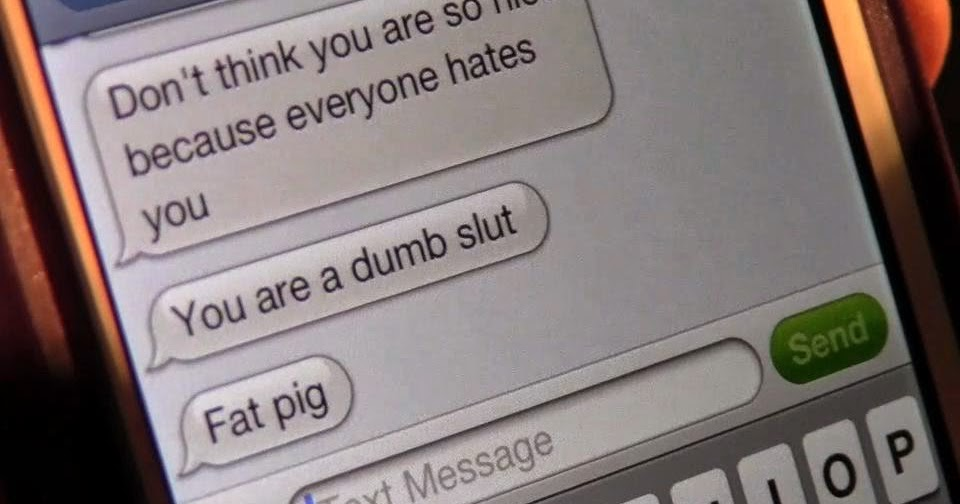 Don't think you are so
because everyone hates
you
You are a dumb slut
Fat pig
Send
Text Message
O P